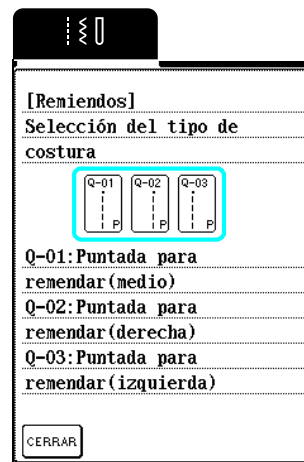 [Remiendos]
Selección del tipo de
costura
Q-01 Q-02 Q-03
P P P
Q-01:Puntada para
remendar(medio)
Q-02:Puntada para
remendar(derecha)
Q-03:Puntada para
remendar(izquierda)
CERRAR